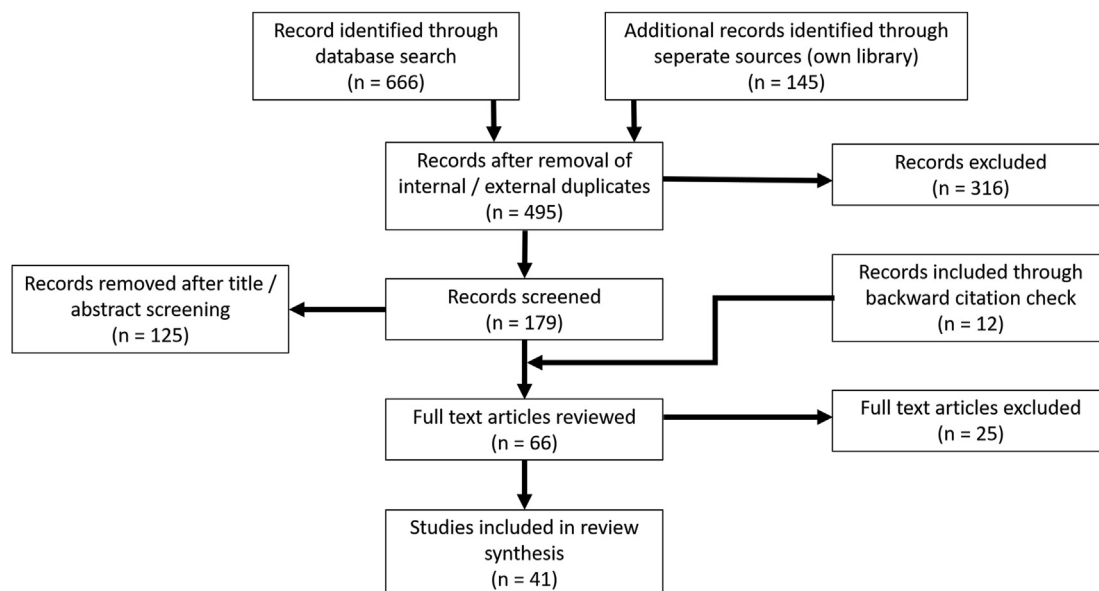 Record identified through
database search
(n = 666)
Additional records identified through
seperate sources (own library)
(n = 145)
Records after removal of
internal / external duplicates
(n = 495)
Records excluded
(n = 316)
Records removed after title /
abstract screening
(n = 125)
Records screened
(n = 179)
Records included through
backward citation check
(n = 12)
Full text articles reviewed
(n = 66)
Full text articles excluded
(n = 25)
Studies included in review
synthesis
(n = 41)